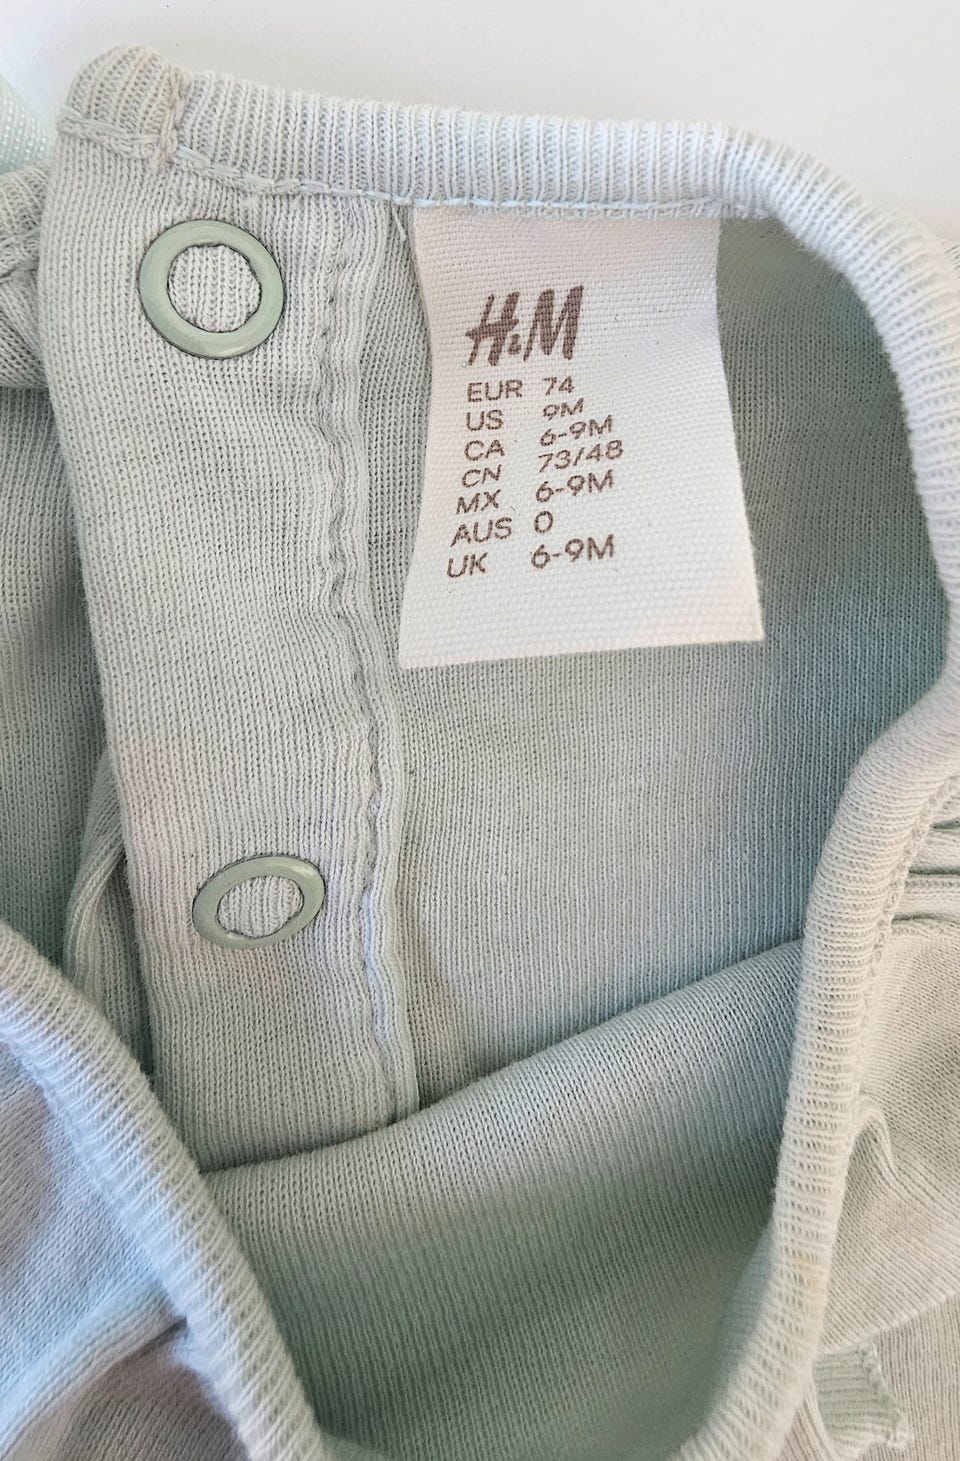 H&M
EUR 74
US 9M
CA 6-9M
CN 73/48
MX 6-9M
AUS 0
UK 6-9M